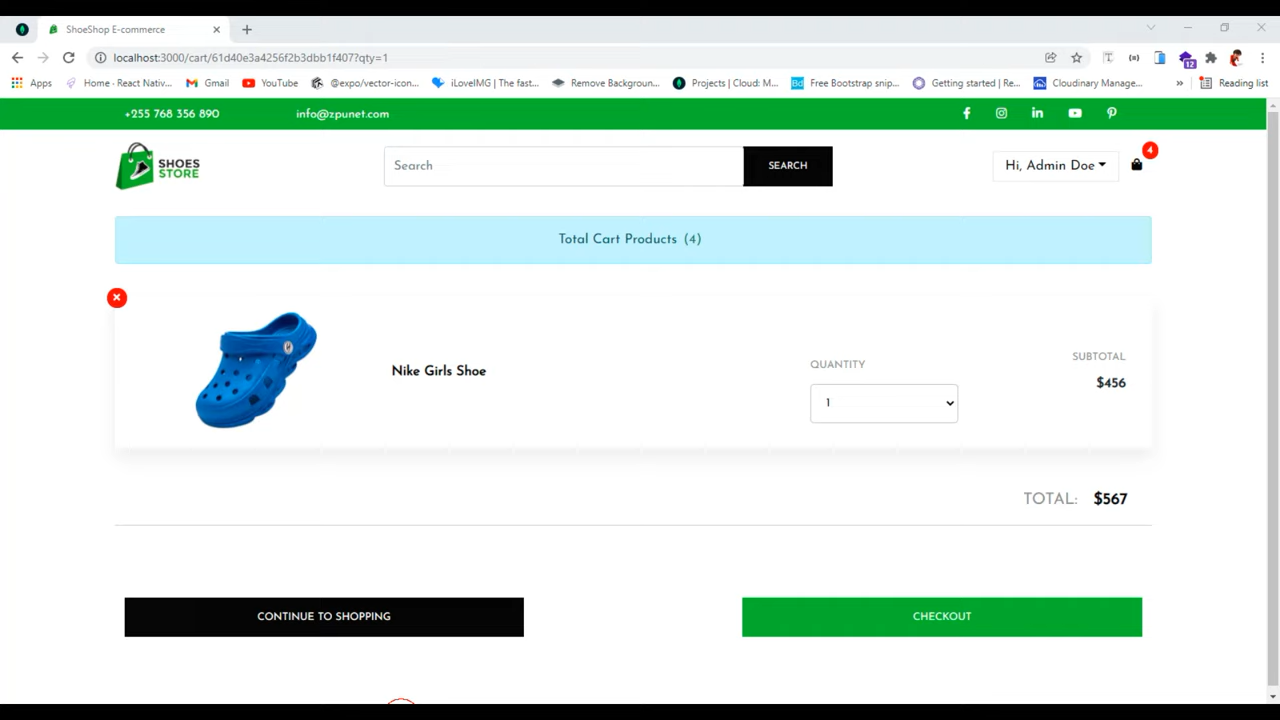 ShoeShop E-commerce
localhost:3000/cart/61d40e3a4256f2b3dbb1f407?qty=1
12
Apps
Home - React Nativ...
Gmail
YouTube
@expo/vector-icon...
iLoveIMG | The fast...
Remove Backgroun...
Projects | Cloud: M...
Bd
Free Bootstrap snip...
Getting started | Re...
Cloudinary Manage...
»
Reading list
+255 768 356 890
info@zpunet.com
SHOES
STORE
Search
SEARCH
Hi, Admin Doe
4
Total Cart Products (4)
Nike Girls Shoe
QUANTITY
1
SUBTOTAL
$456
TOTAL: $567
CONTINUE TO SHOPPING
CHECKOUT